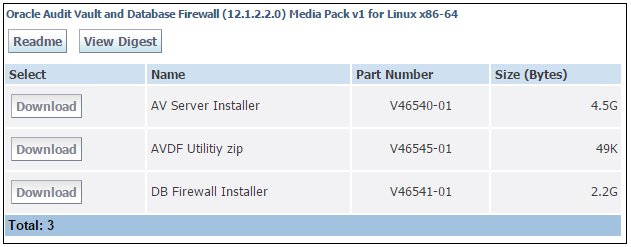 Oracle Audit Vault and Database Firewall (12.1.2.2.0) Media Pack v1 for Linux x86-64
Readme View Digest
Select Name Part Number Size (Bytes)
Download AV Server Installer V46540-01 4.5G
Download AVDF Utilitiy zip V46545-01 49K
Download DB Firewall Installer V46541-01 2.2G
Total: 3